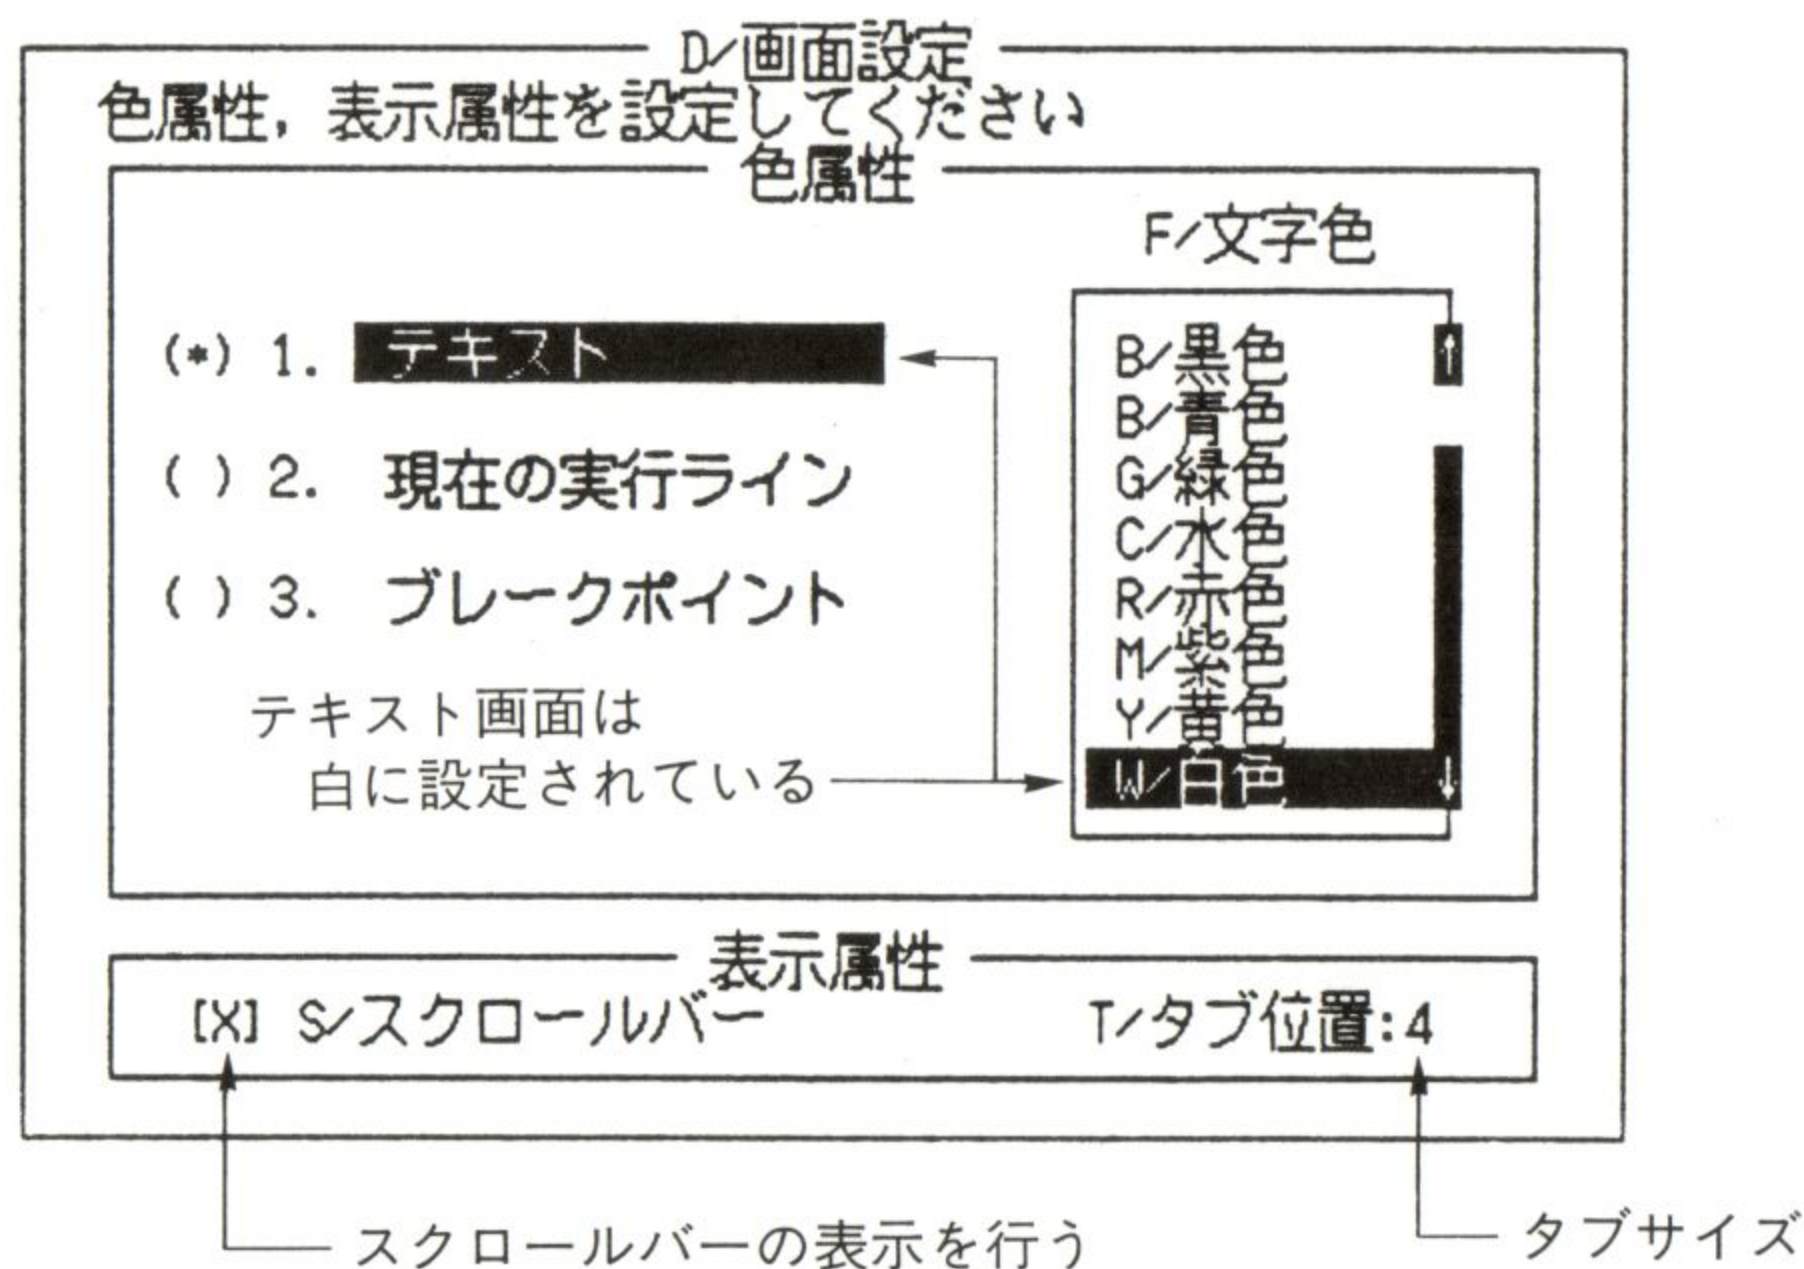 D/画面設定
色属性，表示属性を設定してください
色属性
F/文字色
(*) 1. テキスト
( ) 2. 現在の実行ライン
( ) 3. ブレークポイント
テキスト画面は
白に設定されている
B/黒色
B/青色
G/緑色
C/水色
R/赤色
M/紫色
Y/黄色
W/白色
↑
↓
表示属性
[X] S/スクロールバー
T/タブ位置:4
スクロールバーの表示を行う
タブサイズ